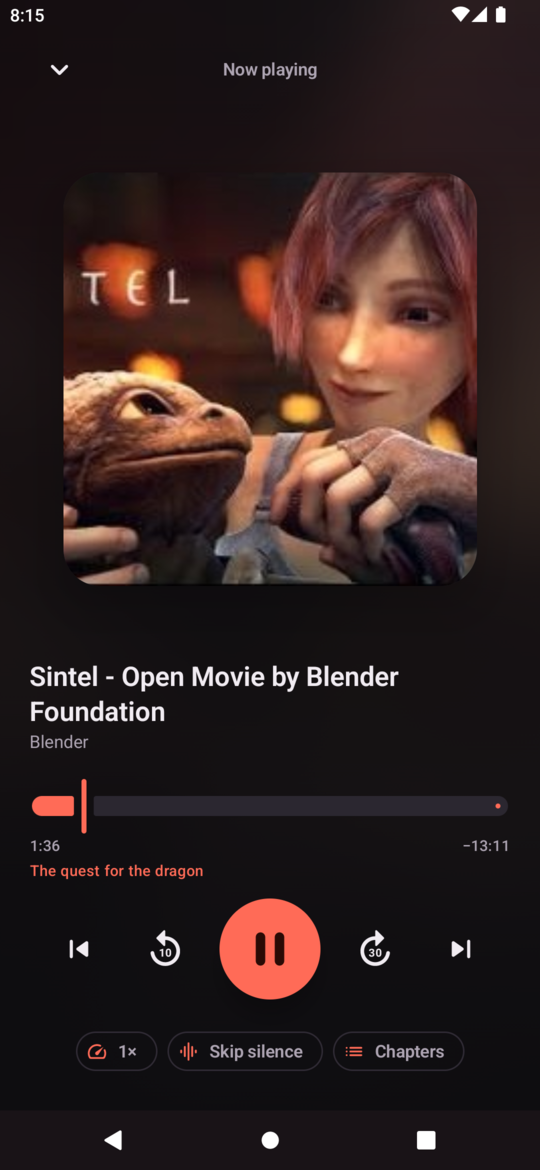 8:15
Now playing
TEL
Sintel - Open Movie by Blender
Foundation
Blender
1:36
−13:11
The quest for the dragon
10
30
1×
Skip silence
Chapters